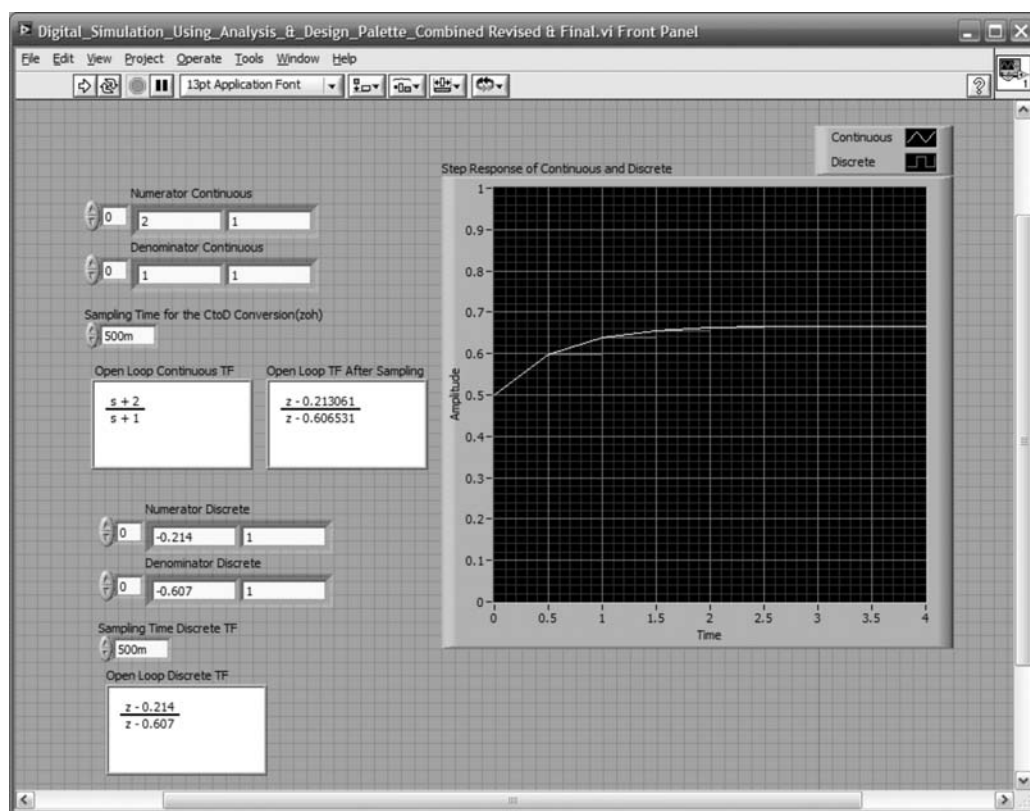 Digital_Simulation_Using_Analysis_&_Design_Palette_Combined Revised & Final.vi Front Panel
File Edit View Project Operate Tools Window Help
13pt Application Font
1
Continuous
Discrete
Step Response of Continuous and Discrete
Numerator Continuous
0 2 1
Denominator Continuous
0 1 1
Sampling Time for the CtoD Conversion(zoh)
500m
Open Loop Continuous TF
s + 2
s + 1
Open Loop TF After Sampling
z - 0.213061
z - 0.606531
Numerator Discrete
0 -0.214 1
Denominator Discrete
0 -0.607 1
Sampling Time Discrete TF
500m
Open Loop Discrete TF
z - 0.214
z - 0.607
Amplitude
1
0.9
0.8
0.7
0.6
0.5
0.4
0.3
0.2
0.1
0
0 0.5 1 1.5 2 2.5 3 3.5 4
Time